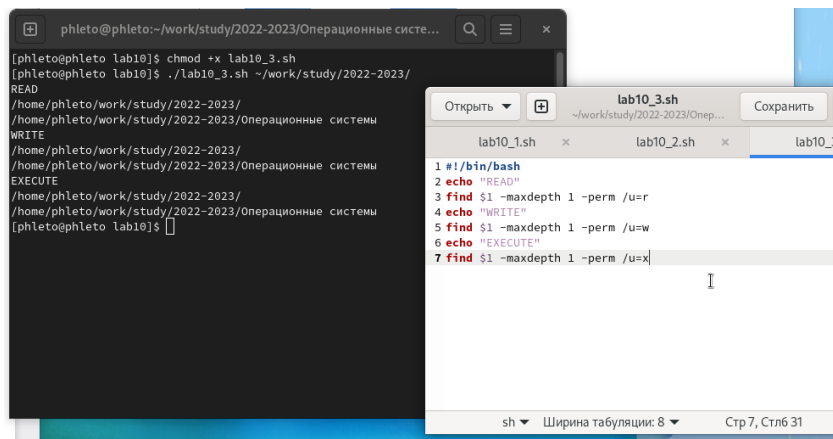 phleto@phleto:~/work/study/2022-2023/Операционные систе...
[phleto@phleto lab10]$ chmod +x lab10_3.sh
[phleto@phleto lab10]$ ./lab10_3.sh ~/work/study/2022-2023/
READ
/home/phleto/work/study/2022-2023/
/home/phleto/work/study/2022-2023/Операционные системы
WRITE
/home/phleto/work/study/2022-2023/
/home/phleto/work/study/2022-2023/Операционные системы
EXECUTE
/home/phleto/work/study/2022-2023/
/home/phleto/work/study/2022-2023/Операционные системы
[phleto@phleto lab10]$
Открыть
lab10_3.sh
~/work/study/2022-2023/Опер...
Сохранить
lab10_1.sh × lab10_2.sh × lab10_
1 #!/bin/bash
2 echo "READ"
3 find $1 -maxdepth 1 -perm /u=r
4 echo "WRITE"
5 find $1 -maxdepth 1 -perm /u=w
6 echo "EXECUTE"
7 find $1 -maxdepth 1 -perm /u=x
sh Ширина табуляции: 8 Стр 7, Стлб 31